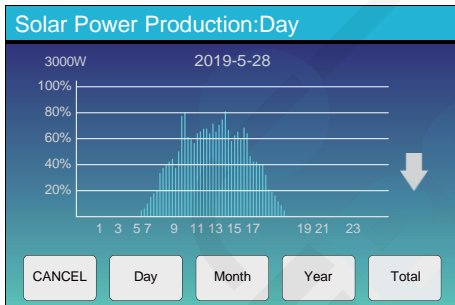 Solar Power Production:Day
3000W 2019-5-28
100%
80%
60%
40%
20%
1 3 5 7 9 11 13 15 17 19 21 23
CANCEL Day Month Year Total